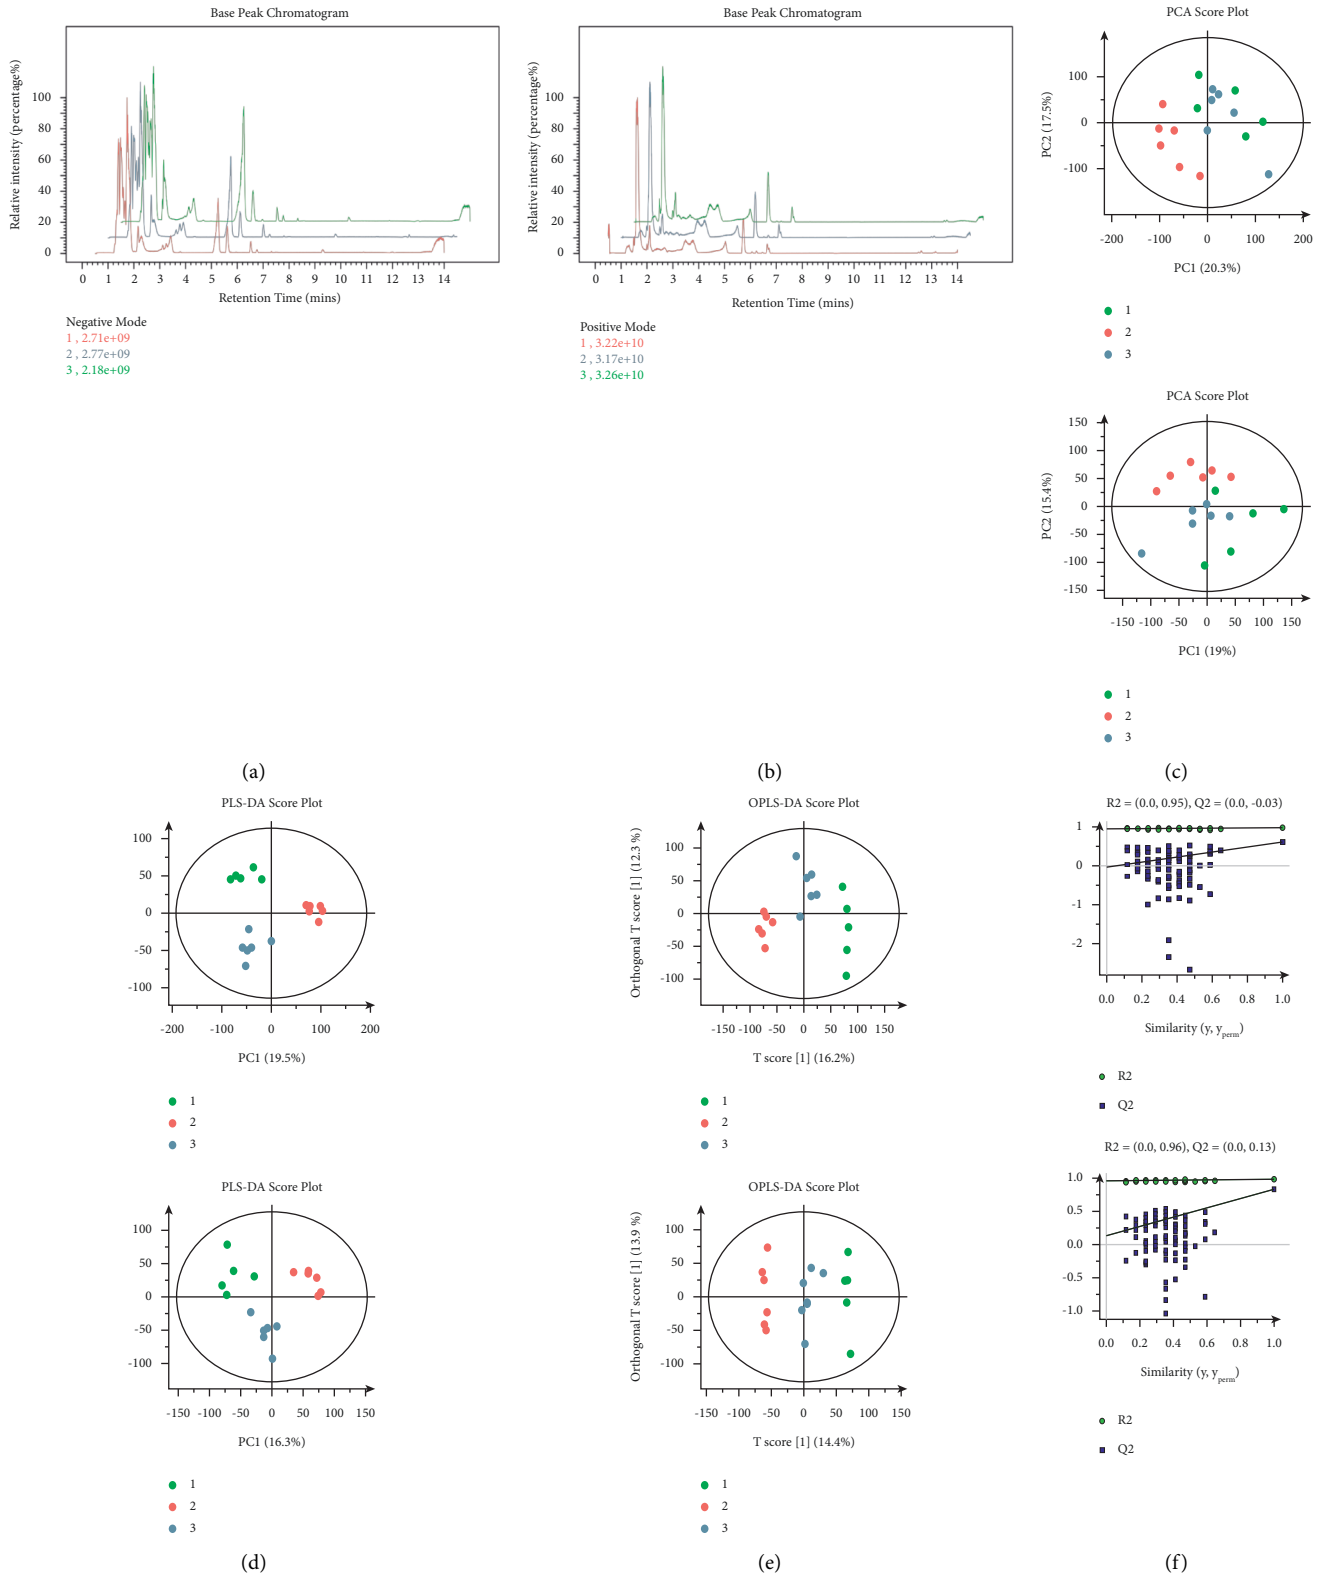 Base Peak Chromatogram
Relative intensity (percentage%)
100
80
60
40
20
0
0 1 2 3 4 5 6 7 8 9 10 11 12 13 14
Retention Time (mins)
Negative Mode
1 , 2.71e+09
2 , 2.77e+09
3 , 2.18e+09
(a)
Base Peak Chromatogram
Relative intensity (percentage%)
100
80
60
40
20
0
0 1 2 3 4 5 6 7 8 9 10 11 12 13 14
Retention Time (mins)
Positive Mode
1 , 3.22e+10
2 , 3.17e+10
3 , 3.26e+10
(b)
PCA Score Plot
PC2 (17.5%)
100
0
-100
-200 -100 0 100 200
PC1 (20.3%)
1
2
3
PCA Score Plot
PC2 (15.4%)
150
100
50
0
-50
-100
-150
-150 -100 -50 0 50 100 150
PC1 (19%)
1
2
3
(c)
PLS-DA Score Plot
100
50
0
-50
-100
-200 -100 0 100 200
PC1 (19.5%)
1
2
3
PLS-DA Score Plot
100
50
0
-50
-100
-150 -100 -50 0 50 100 150
PC1 (16.3%)
1
2
3
(d)
OPLS-DA Score Plot
Orthogonal T score [1] (12.3 %)
100
50
0
-50
-100
-150 -100 -50 0 50 100 150
T score [1] (16.2%)
1
2
3
OPLS-DA Score Plot
Orthogonal T score [1] (13.9 %)
100
50
0
-50
-100
-150 -100 -50 0 50 100 150
T score [1] (14.4%)
1
2
3
(e)
R2 = (0.0, 0.95), Q2 = (0.0, -0.03)
1
0
-1
-2
0.0 0.2 0.4 0.6 0.8 1.0
Similarity (y, yperm)
R2
Q2
R2 = (0.0, 0.96), Q2 = (0.0, 0.13)
1.0
0.5
0.0
-0.5
-1.0
0.0 0.2 0.4 0.6 0.8 1.0
Similarity (y, yperm)
R2
Q2
(f)